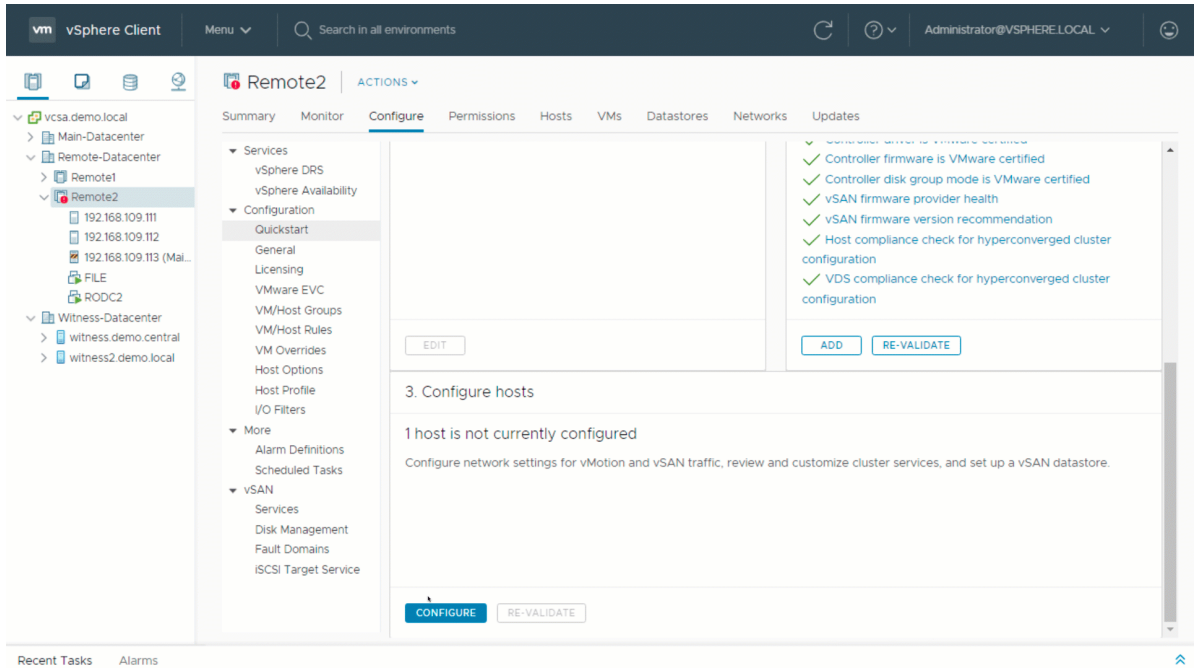 vm vSphere Client Menu Search in all environments Administrator@VSPHERE.LOCAL
Remote2 ACTIONS
Summary Monitor Configure Permissions Hosts VMs Datastores Networks Updates
vcsa.demo.local
Main-Datacenter
Remote-Datacenter
Remote1
Remote2
192.168.109.111
192.168.109.112
192.168.109.113 (Mai...
FILE
RODC2
Witness-Datacenter
witness.demo.central
witness2.demo.local
Services
vSphere DRS
vSphere Availability
Configuration
Quickstart
General
Licensing
VMware EVC
VM/Host Groups
VM/Host Rules
VM Overrides
Host Options
Host Profile
I/O Filters
More
Alarm Definitions
Scheduled Tasks
vSAN
Services
Disk Management
Fault Domains
iSCSI Target Service
Controller driver is VMware certified
Controller firmware is VMware certified
Controller disk group mode is VMware certified
vSAN firmware provider health
vSAN firmware version recommendation
Host compliance check for hyperconverged cluster
configuration
VDS compliance check for hyperconverged cluster
configuration
EDIT
ADD RE-VALIDATE
3. Configure hosts
1 host is not currently configured
Configure network settings for vMotion and vSAN traffic, review and customize cluster services, and set up a vSAN datastore.
CONFIGURE RE-VALIDATE
Recent Tasks Alarms